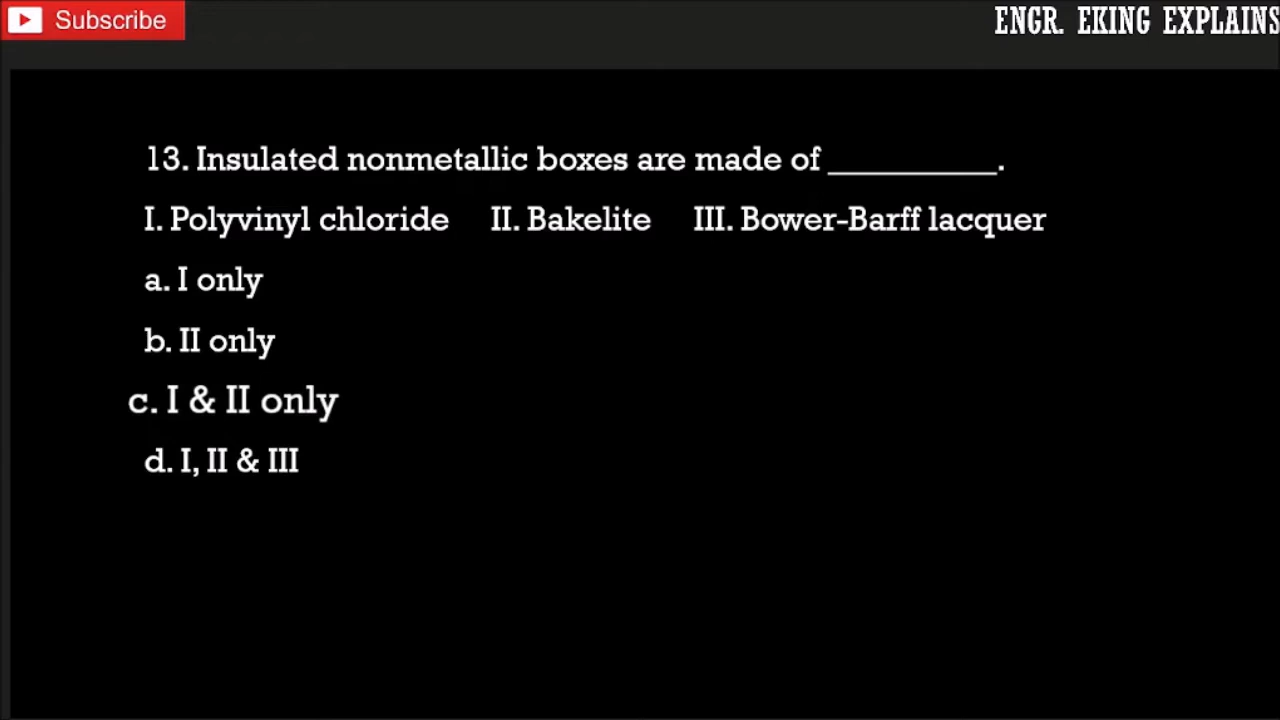 Subscribe
ENGR. EKING EXPLAINS
13. Insulated nonmetallic boxes are made of __________.
I. Polyvinyl chloride II. Bakelite III. Bower-Barff lacquer
a. I only
b. II only
c. I & II only
d. I, II & III